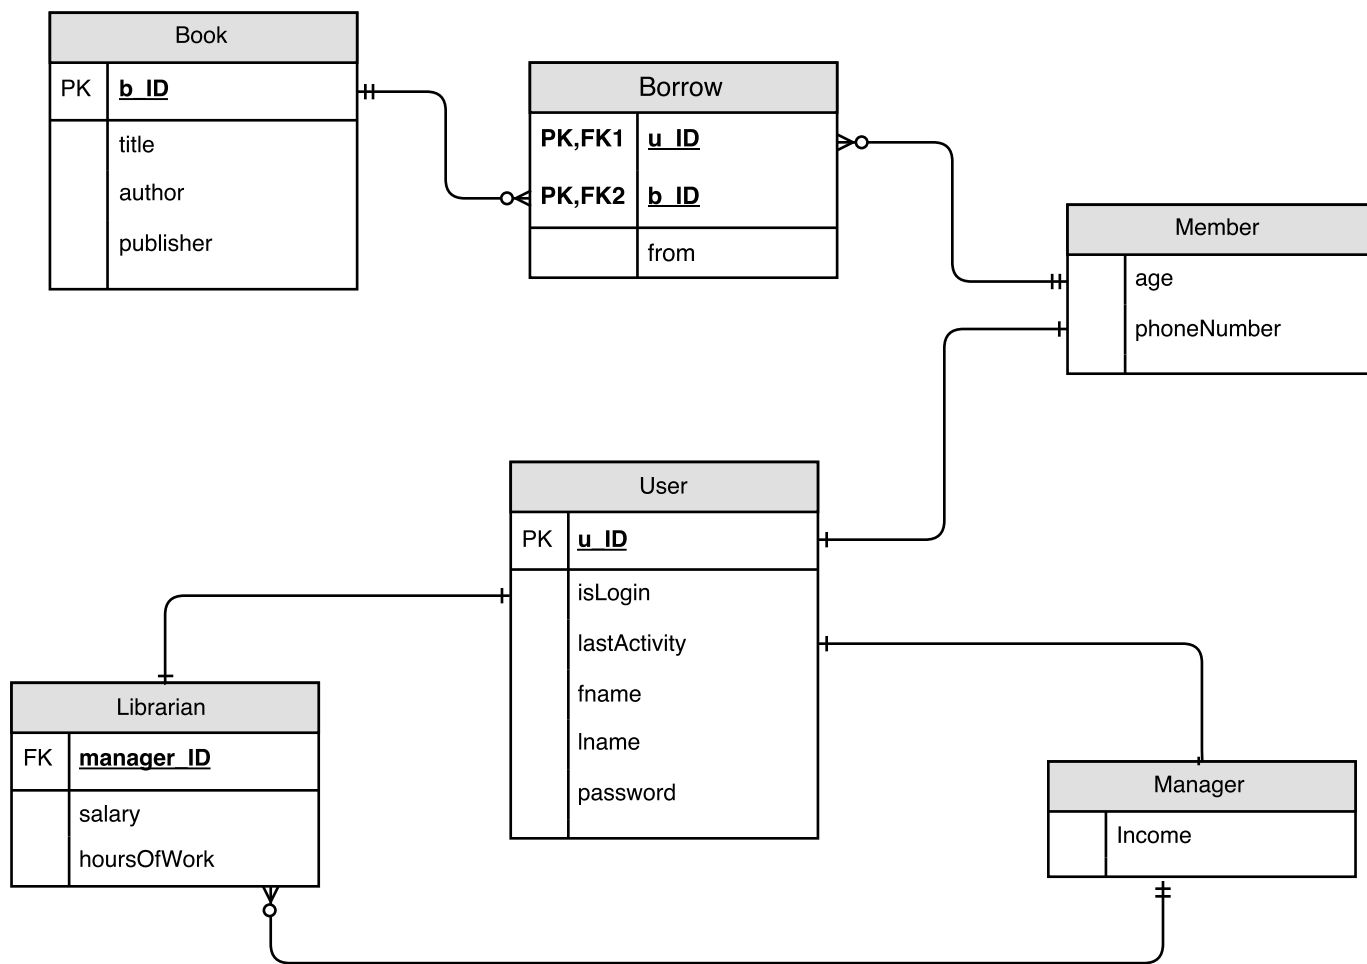 Book
PK b_ID
title
author
publisher
Borrow
PK,FK1 u_ID
PK,FK2 b_ID
from
Member
age
phoneNumber
User
PK u_ID
isLogin
lastActivity
fname
lname
password
Librarian
FK manager_ID
salary
hoursOfWork
Manager
Income